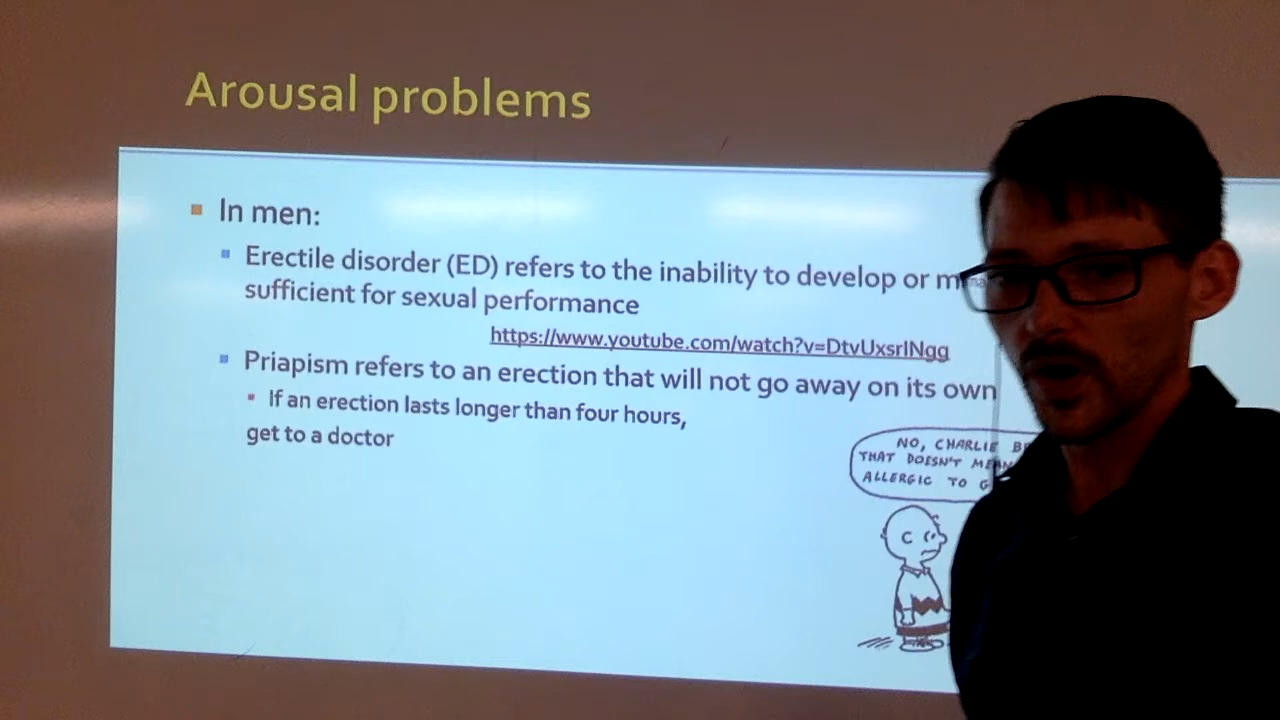 Arousal problems
In men:
Erectile disorder (ED) refers to the inability to develop or
sufficient for sexual performance
https://www.youtube.com/watch?v=DtvUxsrlNgg
Priapism refers to an erection that will not go away on its own
If an erection lasts longer than four hours,
get to a doctor
NO, CHARLIE
THAT DOESN'T
ALLERGIC TO